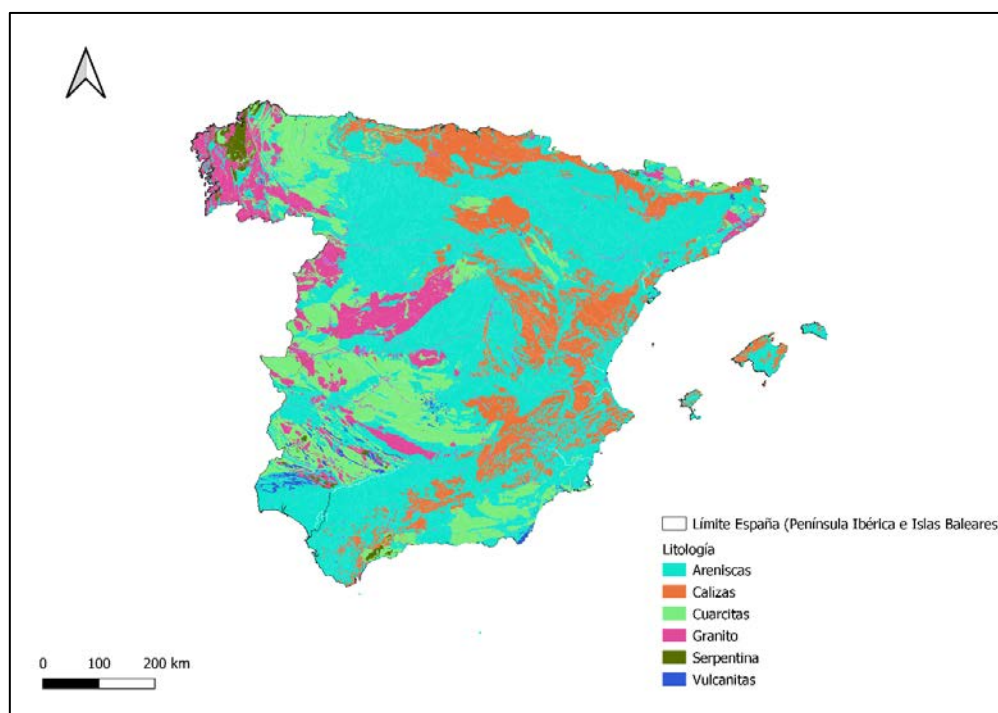 Límite España (Península Ibérica e Islas Baleares
Litología
Areniscas
Calizas
Cuarcitas
Granito
Serpentina
Vulcanitas
0 100 200 km